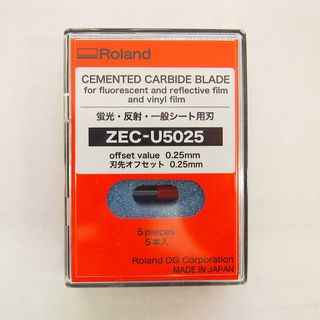 Roland
CEMENTED CARBIDE BLADE
for fluorescent and reflective film
and vinyl film
蛍光・反射・一般シート用刃
ZEC-U5025
offset value 0.25mm
刃先オフセット 0.25mm
5 pieces
5本入
Roland DG Corporation
MADE IN JAPAN